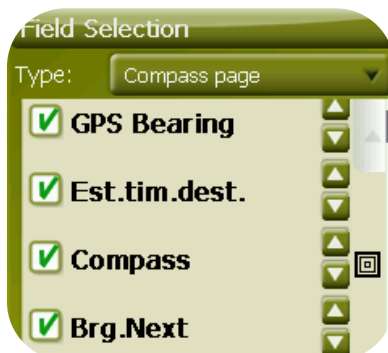 Field Selection
Type: Compass page
GPS Bearing
Est.tim.dest.
Compass
Brg.Next